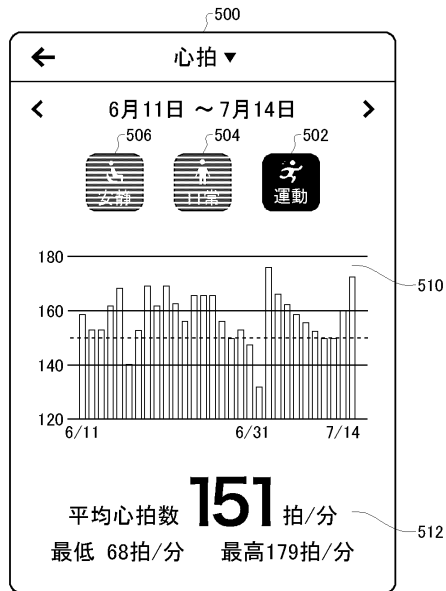 500
← 心拍▼
< 6月11日 ～ 7月14日 >
506 504 502
安静 日常 運動
180
510
160
140
120
6/11 6/31 7/14
平均心拍数 151 拍/分
512
最低 68拍/分 最高179拍/分